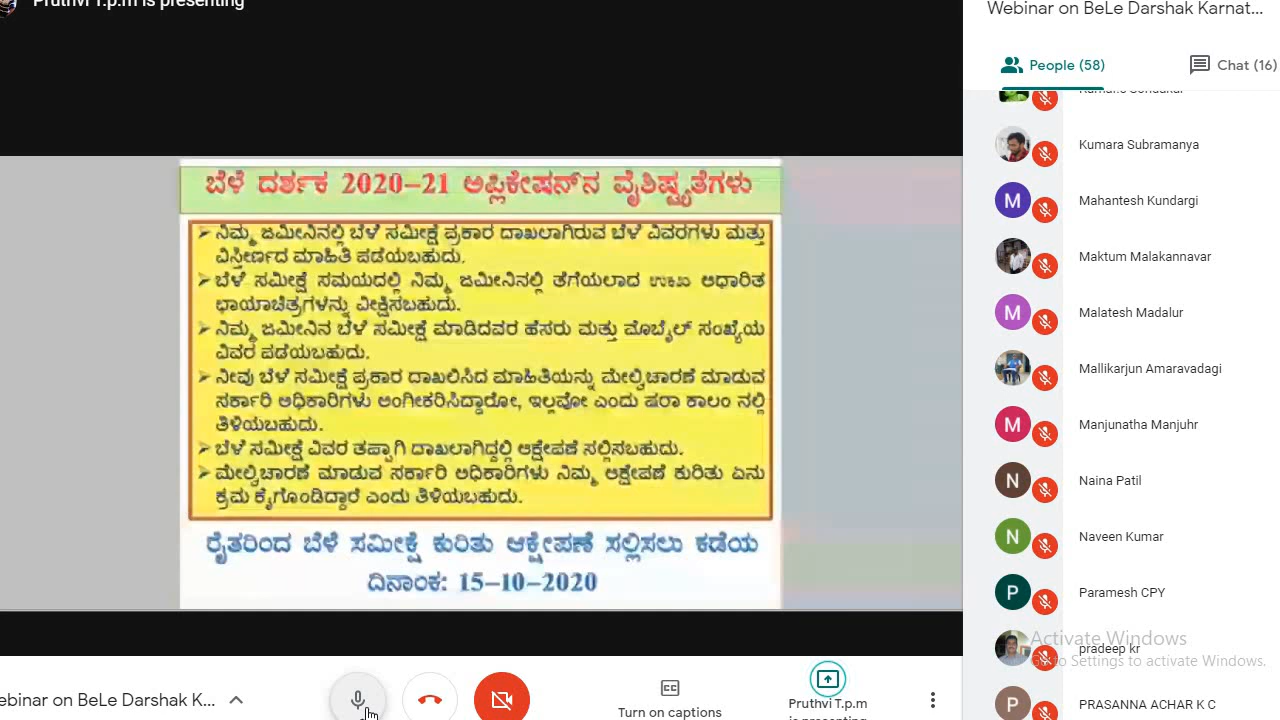 Pruthvi T.p.m is presenting
Webinar on BeLe Darshak Karnat...
People (58)
Chat (16)
ಬೆಳೆ ದರ್ಶಕ 2020–21 ಅಪ್ಲಿಕೇಷನ್‌ನ ವೈಶಿಷ್ಟ್ಯತೆಗಳು
➢ ನಿಮ್ಮ ಜಮೀನಿನಲ್ಲಿ ಬೆಳೆ ಸಮೀಕ್ಷೆ ಪ್ರಕಾರ ದಾಖಲಾಗಿರುವ ಬೆಳೆ ವಿವರಗಳು ಮತ್ತು
ವಿಸ್ತೀರ್ಣದ ಮಾಹಿತಿ ಪಡೆಯಬಹುದು.
➢ ಬೆಳೆ ಸಮೀಕ್ಷೆ ಸಮಯದಲ್ಲಿ ನಿಮ್ಮ ಜಮೀನಿನಲ್ಲಿ ತೆಗೆಯಲಾದ ಆಧಾರಿತ
ಛಾಯಾಚಿತ್ರಗಳನ್ನು ವೀಕ್ಷಿಸಬಹುದು.
➢ ನಿಮ್ಮ ಜಮೀನಿನ ಬೆಳೆ ಸಮೀಕ್ಷೆ ಮಾಡಿದವರ ಹೆಸರು ಮತ್ತು ಮೊಬೈಲ್ ಸಂಖ್ಯೆಯ
ವಿವರ ಪಡೆಯಬಹುದು.
➢ ನೀವು ಬೆಳೆ ಸಮೀಕ್ಷೆ ಪ್ರಕಾರ ದಾಖಲಿಸಿದ ಮಾಹಿತಿಯನ್ನು ಮೇಲ್ವಿಚಾರಣೆ ಮಾಡುವ
ಸರ್ಕಾರಿ ಅಧಿಕಾರಿಗಳು ಅಂಗೀಕರಿಸಿದ್ದಾರೋ, ಇಲ್ಲವೋ ಎಂದು ಷರಾ ಕಾಲಂ ನಲ್ಲಿ
ತಿಳಿಯಬಹುದು.
➢ ಬೆಳೆ ಸಮೀಕ್ಷೆ ವಿವರ ತಪ್ಪಾಗಿ ದಾಖಲಾಗಿದ್ದಲ್ಲಿ ಆಕ್ಷೇಪಣೆ ಸಲ್ಲಿಸಬಹುದು.
➢ ಮೇಲ್ವಿಚಾರಣೆ ಮಾಡುವ ಸರ್ಕಾರಿ ಅಧಿಕಾರಿಗಳು ನಿಮ್ಮ ಆಕ್ಷೇಪಣೆ ಕುರಿತು ಏನು
ಕ್ರಮ ಕೈಗೊಂಡಿದ್ದಾರೆ ಎಂದು ತಿಳಿಯಬಹುದು.
ರೈತರಿಂದ ಬೆಳೆ ಸಮೀಕ್ಷೆ ಕುರಿತು ಆಕ್ಷೇಪಣೆ ಸಲ್ಲಿಸಲು ಕಡೆಯ
ದಿನಾಂಕ: 15–10–2020
Kumara Subramanya
M Mahantesh Kundargi
Maktum Malakannavar
M Malatesh Madalur
Mallikarjun Amaravadagi
M Manjunatha Manjuhr
N Naina Patil
N Naveen Kumar
P Paramesh CPY
pradeep kr
P PRASANNA ACHAR K C
Activate Windows
Go to Settings to activate Windows.
ebinar on BeLe Darshak K...
Turn on captions
Pruthvi T.p.m
is presenting